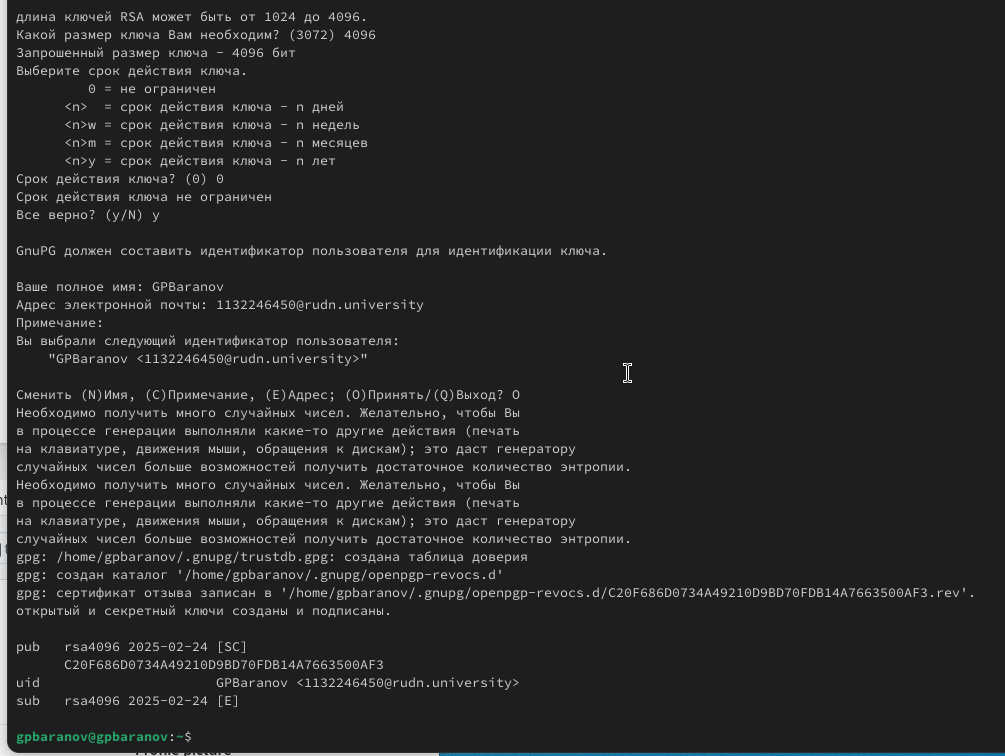 длина ключей RSA может быть от 1024 до 4096.
Какой размер ключа Вам необходим? (3072) 4096
Запрошенный размер ключа - 4096 бит
Выберите срок действия ключа.
         0 = не ограничен
      <n>  = срок действия ключа - n дней
      <n>w = срок действия ключа - n недель
      <n>m = срок действия ключа - n месяцев
      <n>y = срок действия ключа - n лет
Срок действия ключа? (0) 0
Срок действия ключа не ограничен
Все верно? (y/N) y
GnuPG должен составить идентификатор пользователя для идентификации ключа.
Ваше полное имя: GPBaranov
Адрес электронной почты: 1132246450@rudn.university
Примечание:
Вы выбрали следующий идентификатор пользователя:
    "GPBaranov <1132246450@rudn.university>"
Сменить (N)Имя, (C)Примечание, (E)Адрес; (O)Принять/(Q)Выход? O
Необходимо получить много случайных чисел. Желательно, чтобы Вы
в процессе генерации выполняли какие-то другие действия (печать
на клавиатуре, движения мыши, обращения к дискам); это даст генератору
случайных чисел больше возможностей получить достаточное количество энтропии.
Необходимо получить много случайных чисел. Желательно, чтобы Вы
в процессе генерации выполняли какие-то другие действия (печать
на клавиатуре, движения мыши, обращения к дискам); это даст генератору
случайных чисел больше возможностей получить достаточное количество энтропии.
gpg: /home/gpbaranov/.gnupg/trustdb.gpg: создана таблица доверия
gpg: создан каталог '/home/gpbaranov/.gnupg/openpgp-revocs.d'
gpg: сертификат отзыва записан в '/home/gpbaranov/.gnupg/openpgp-revocs.d/C20F686D0734A49210D9BD70FDB14A7663500AF3.rev'.
открытый и секретный ключи созданы и подписаны.
pub   rsa4096 2025-02-24 [SC]
      C20F686D0734A49210D9BD70FDB14A7663500AF3
uid                      GPBaranov <1132246450@rudn.university>
sub   rsa4096 2025-02-24 [E]
gpbaranov@gpbaranov:~$